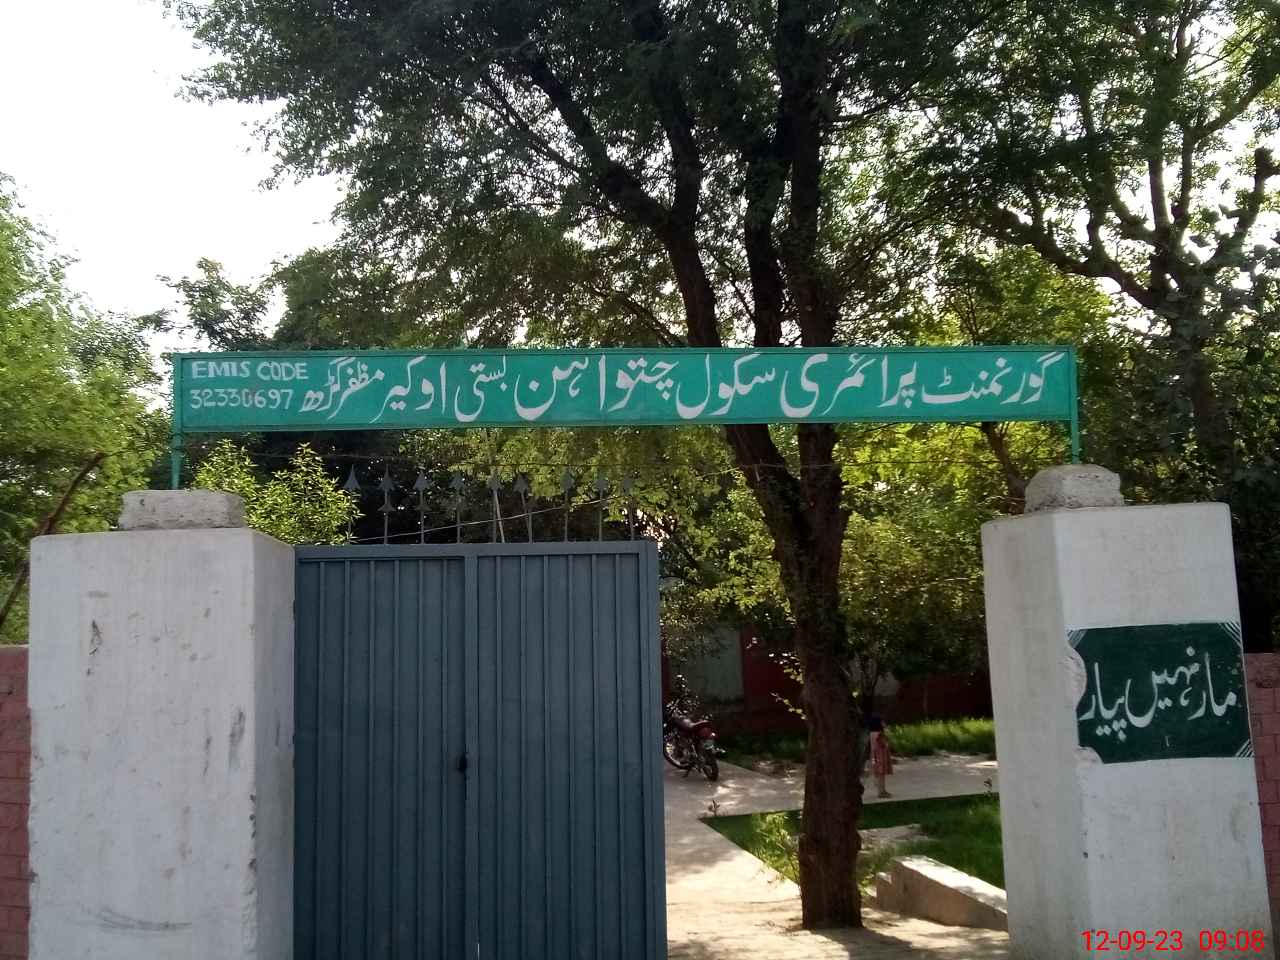 گورنمنٹ پرائمری سکول چتواہن بستی اوکیر مظفرگڑھ
EMIS CODE
32330697
مار نہیں پیار
12-09-23 09:08